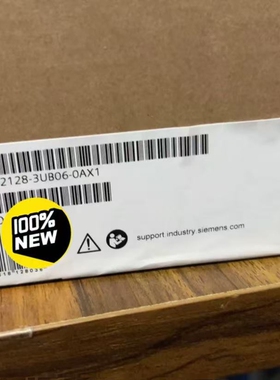 2128-3UB06-0AX1
100%
NEW
support.industry.siemens.com